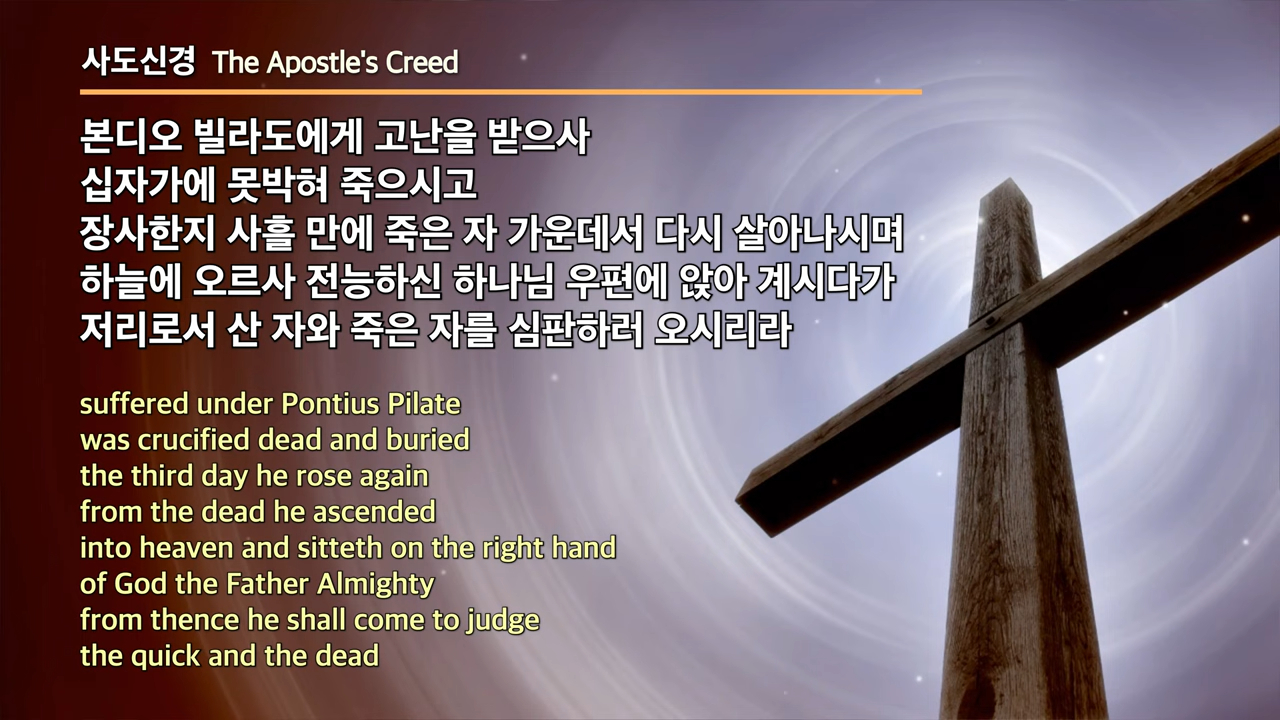 사도신경 The Apostle's Creed
본디오 빌라도에게 고난을 받으사
십자가에 못박혀 죽으시고
장사한지 사흘 만에 죽은 자 가운데서 다시 살아나시며
하늘에 오르사 전능하신 하나님 우편에 앉아 계시다가
저리로서 산 자와 죽은 자를 심판하러 오시리라
suffered under Pontius Pilate
was crucified dead and buried
the third day he rose again
from the dead he ascended
into heaven and sitteth on the right hand
of God the Father Almighty
from thence he shall come to judge
the quick and the dead